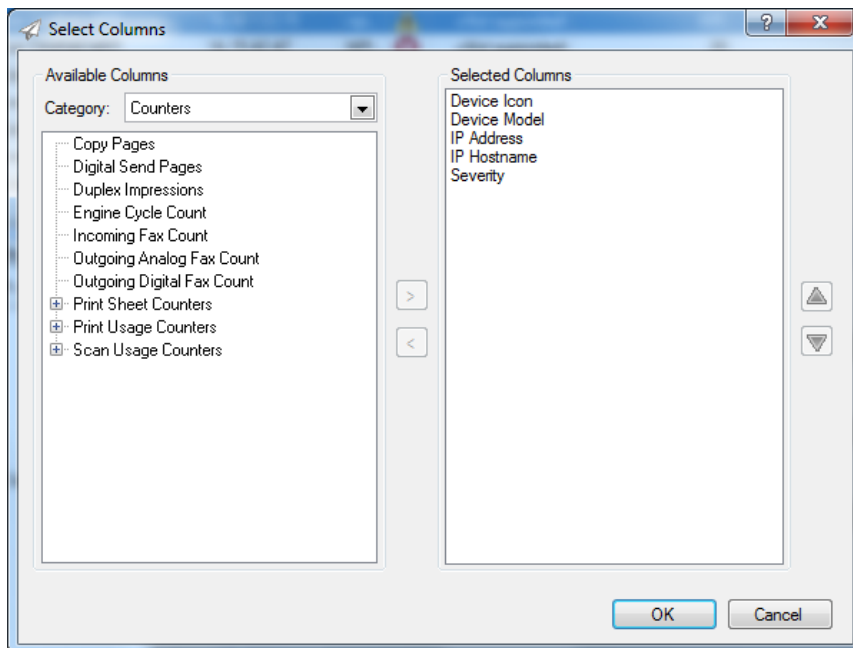 Select Columns
?
X
Available Columns
Category: Counters
Copy Pages
Digital Send Pages
Duplex Impressions
Engine Cycle Count
Incoming Fax Count
Outgoing Analog Fax Count
Outgoing Digital Fax Count
Print Sheet Counters
Print Usage Counters
Scan Usage Counters
>
<
Selected Columns
Device Icon
Device Model
IP Address
IP Hostname
Severity
OK
Cancel